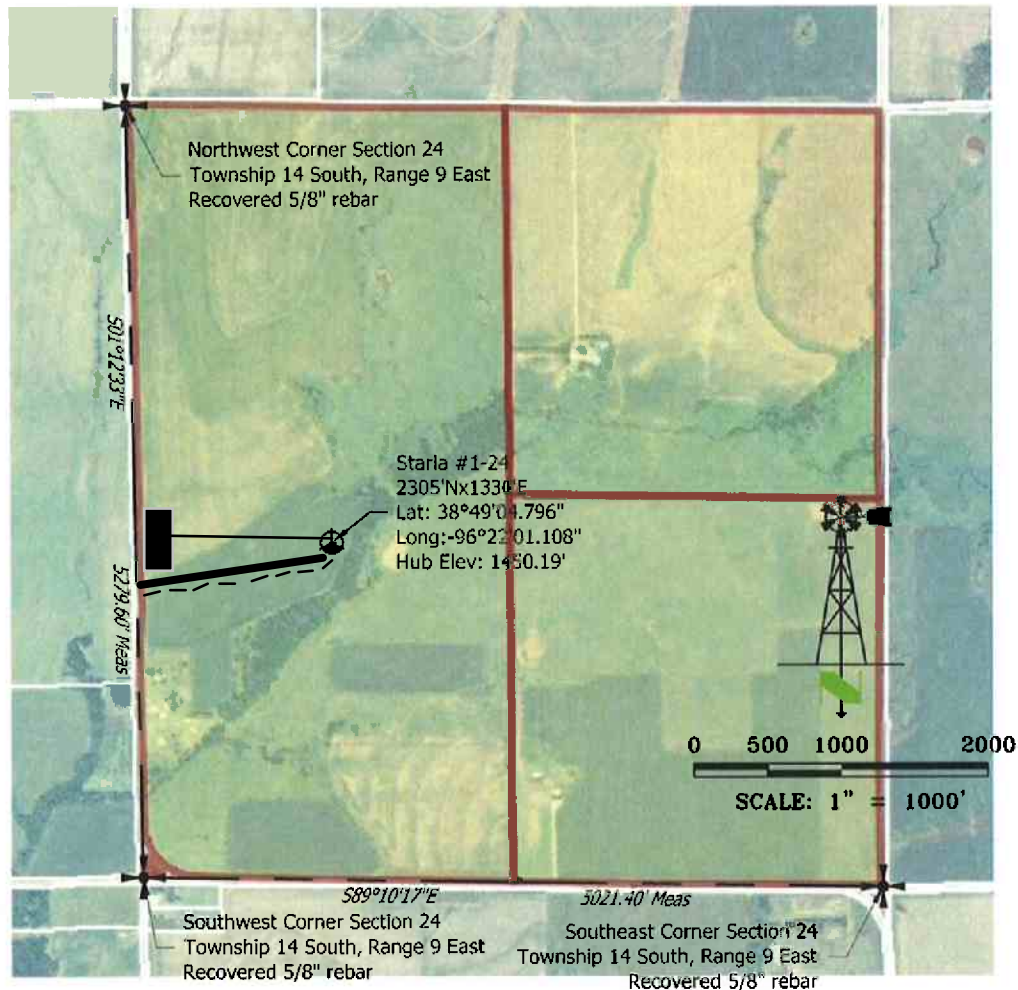 Northwest Corner Section 24
Township 14 South, Range 9 East
Recovered 5/8" rebar
S01°12'33"E
5279.60' Meas
Starla #1-24
2305'Nx1330'E
Lat: 38°49'04.796"
Long:-96°22'01.108"
Hub Elev: 1450.19'
0 500 1000 2000
SCALE: 1" = 1000'
S89°10'17"E
5021.40' Meas
Southwest Corner Section 24
Township 14 South, Range 9 East
Recovered 5/8" rebar
Southeast Corner Section 24
Township 14 South, Range 9 East
Recovered 5/8" rebar